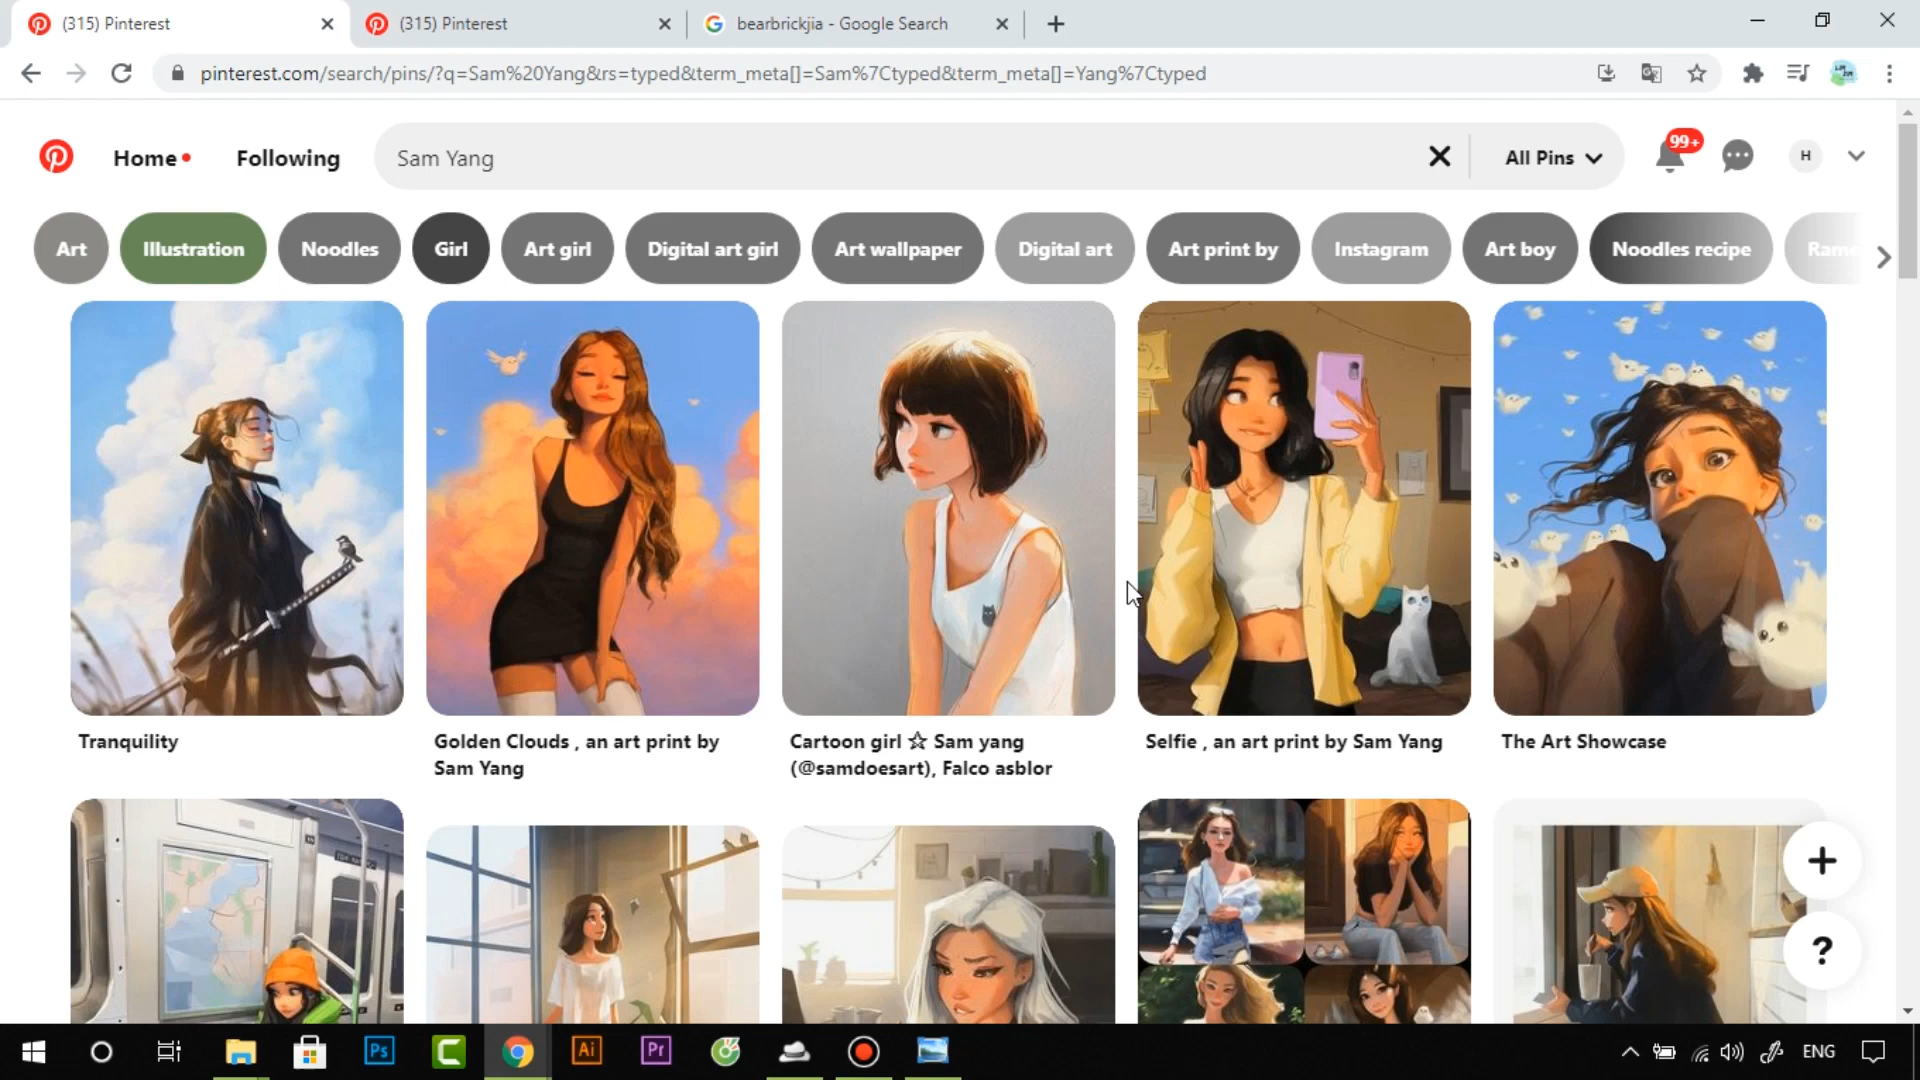 (315) Pinterest
(315) Pinterest
bearbrickjia - Google Search
pinterest.com/search/pins/?q=Sam%20Yang&rs=typed&term_meta[]=Sam%7Ctyped&term_meta[]=Yang%7Ctyped
Home
Following
Sam Yang
All Pins
99+
H
Art
Illustration
Noodles
Girl
Art girl
Digital art girl
Art wallpaper
Digital art
Art print by
Instagram
Art boy
Noodles recipe
Tranquility
Golden Clouds , an art print by
Sam Yang
Cartoon girl ☆ Sam yang
(@samdoesart), Falco asblor
Selfie , an art print by Sam Yang
The Art Showcase
+
?
Ps
C
Ai
Pr
ENG